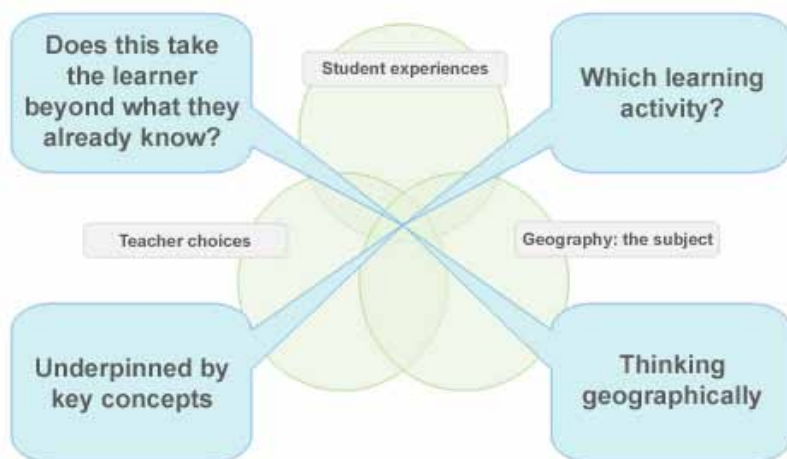 Does this take
the learner
beyond what they
already know?
Student experiences
Which learning
activity?
Teacher choices
Geography: the subject
Underpinned by
key concepts
Thinking
geographically